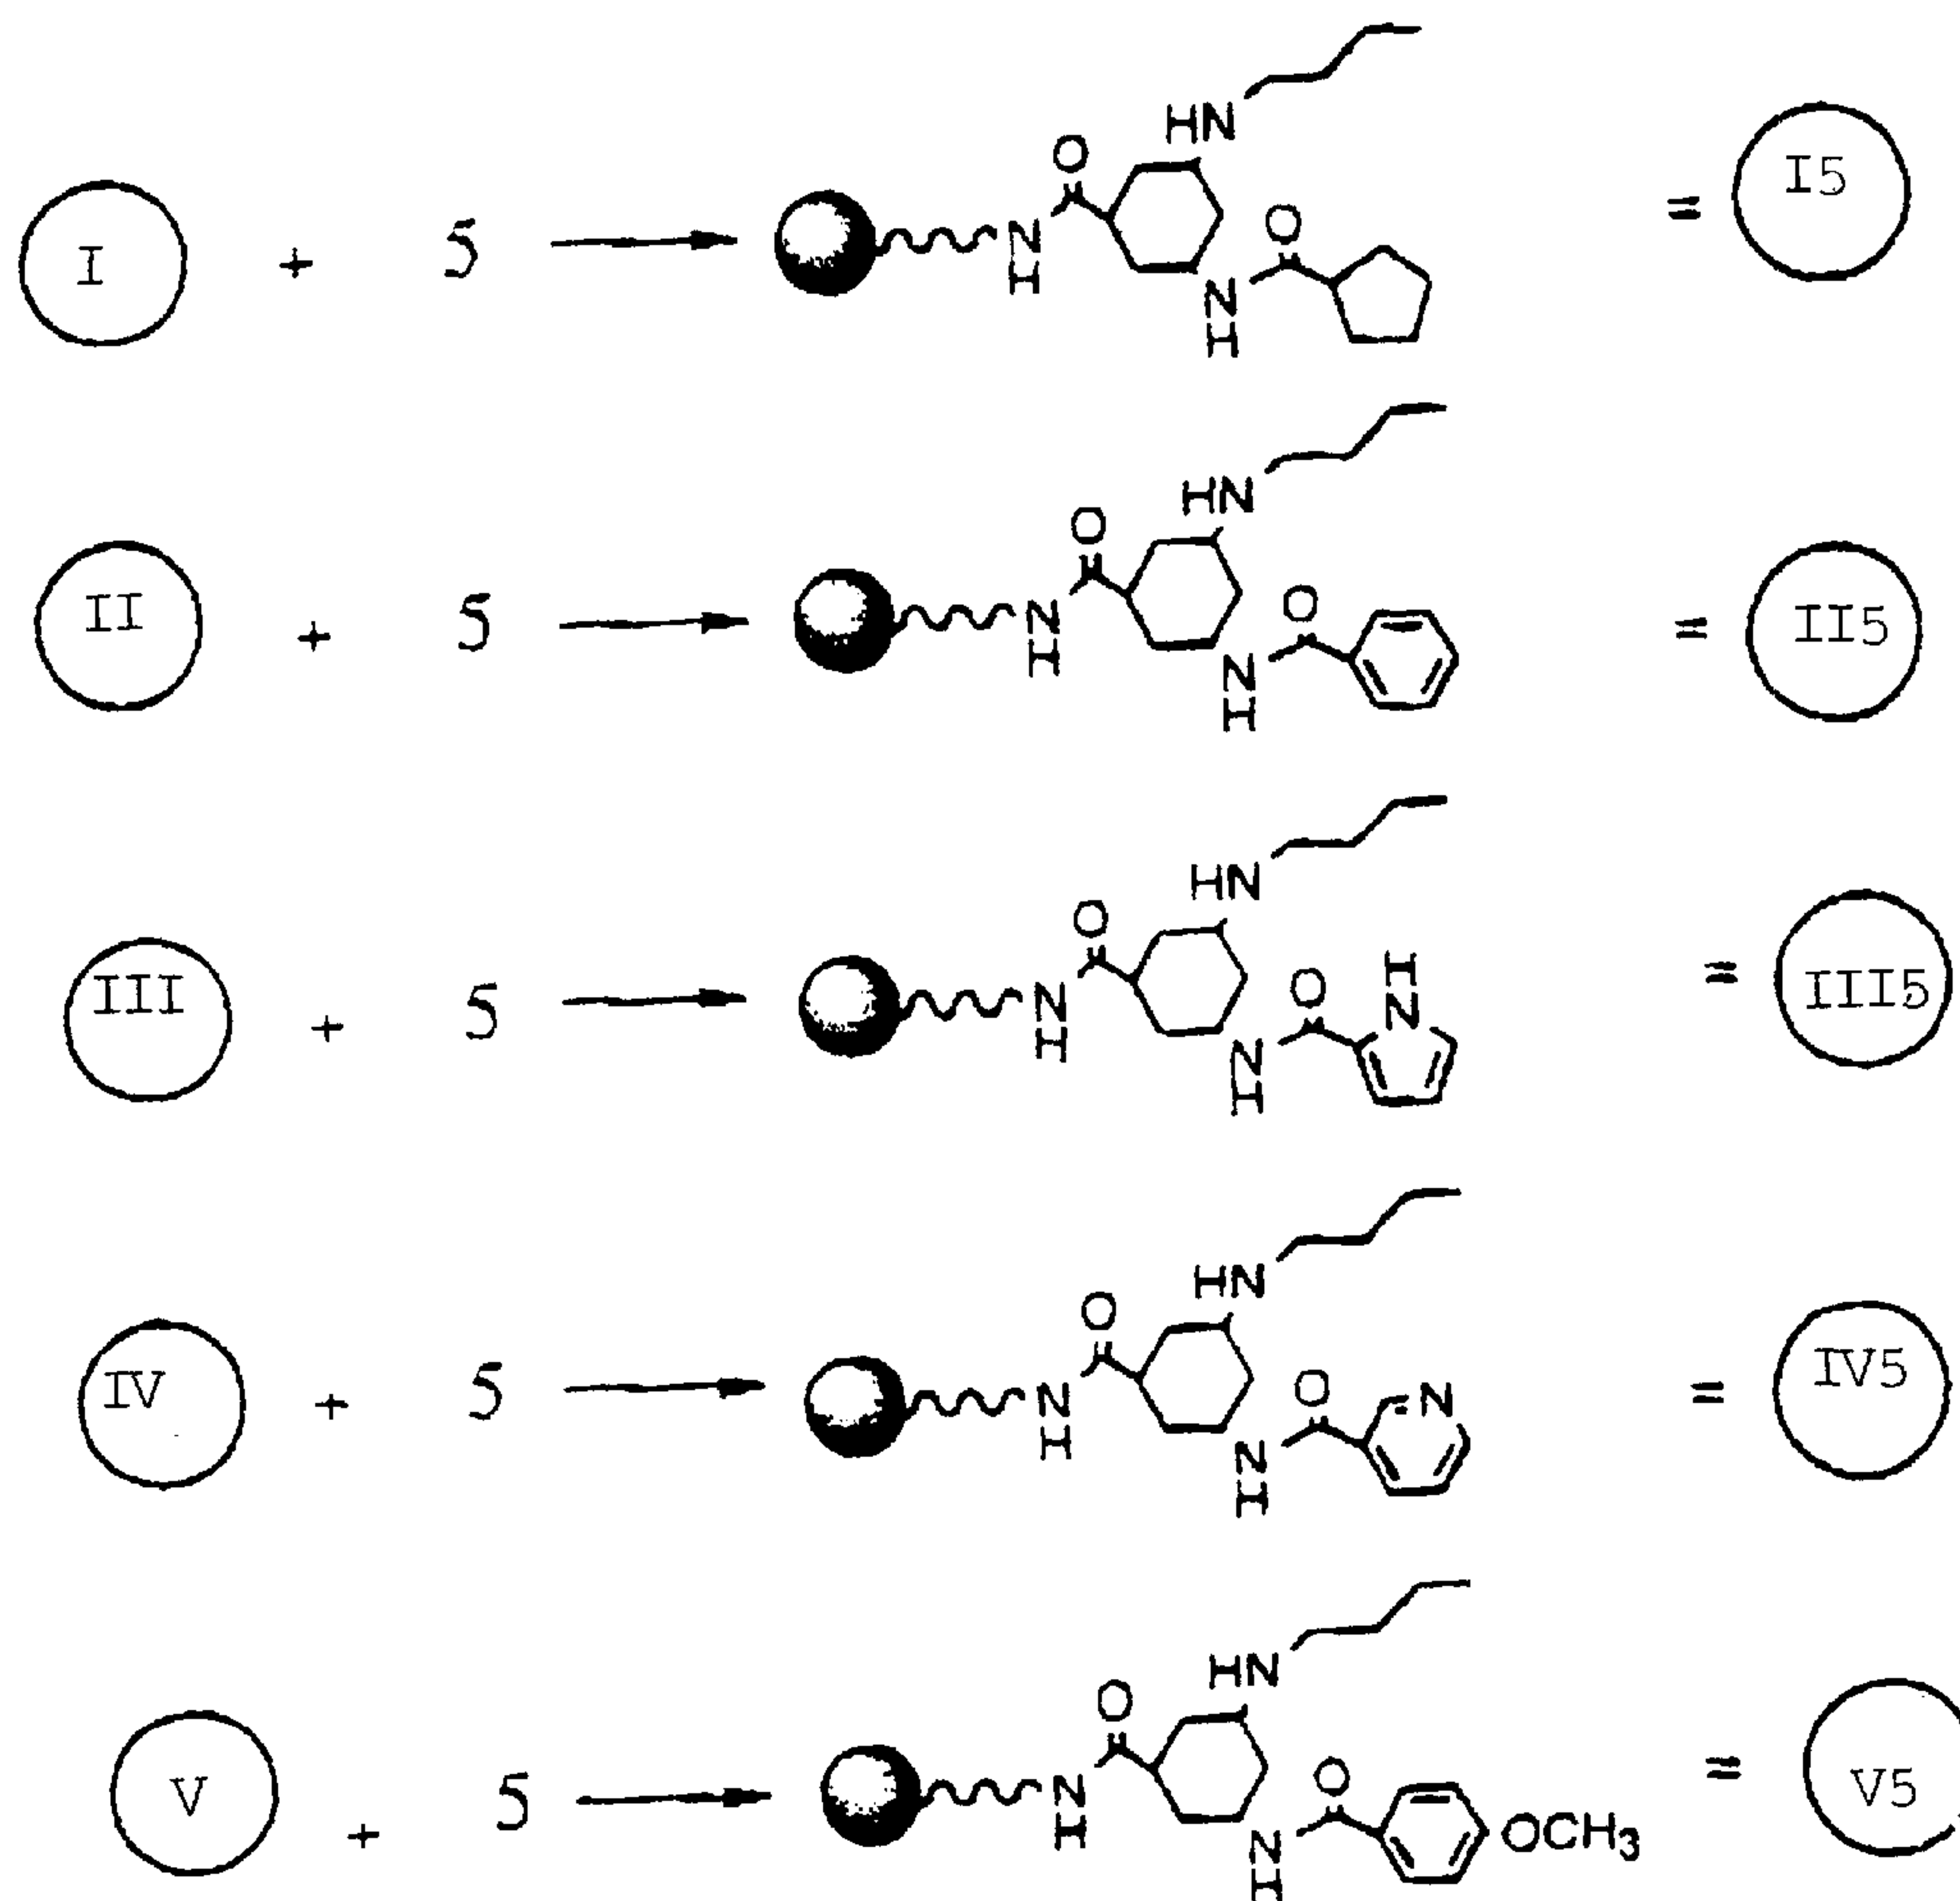 HN
O
I + 5 N H O N H = I5
HN
O
II + 5 N H O N H = II5
HN
O
III + 5 N H O N H H N = III5
HN
O
IV + 5 N H O N H N = IV5
HN
O
V + 5 N H O N H OCH3 = V5